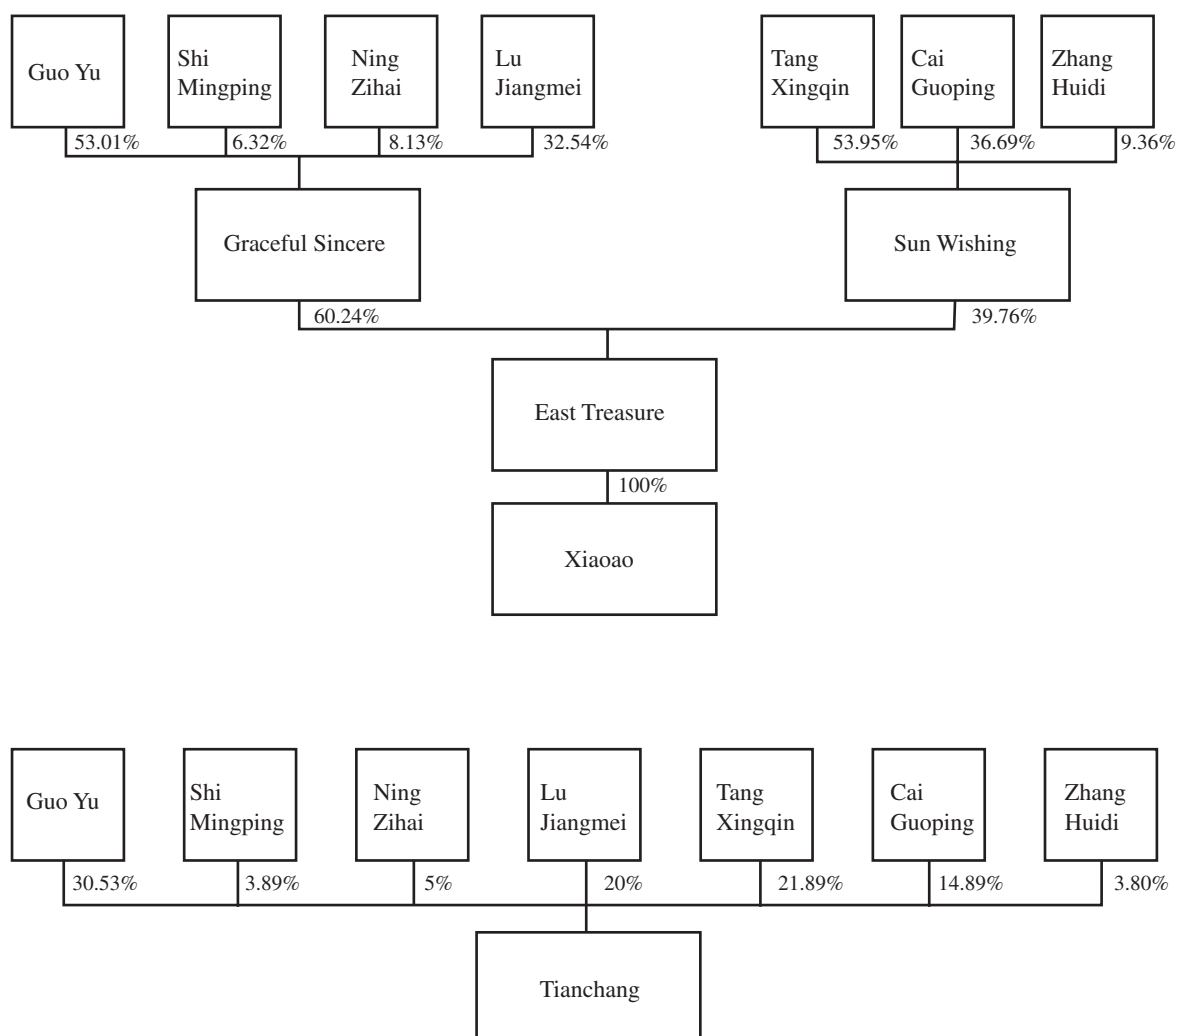 Guo Yu
Shi
Mingping
Ning
Zihai
Lu
Jiangmei
Tang
Xingqin
Cai
Guoping
Zhang
Huidi
53.01%
6.32%
8.13%
32.54%
53.95%
36.69%
9.36%
Graceful Sincere
Sun Wishing
60.24%
39.76%
East Treasure
100%
Xiaoao
Guo Yu
Shi
Mingping
Ning
Zihai
Lu
Jiangmei
Tang
Xingqin
Cai
Guoping
Zhang
Huidi
30.53%
3.89%
5%
20%
21.89%
14.89%
3.80%
Tianchang